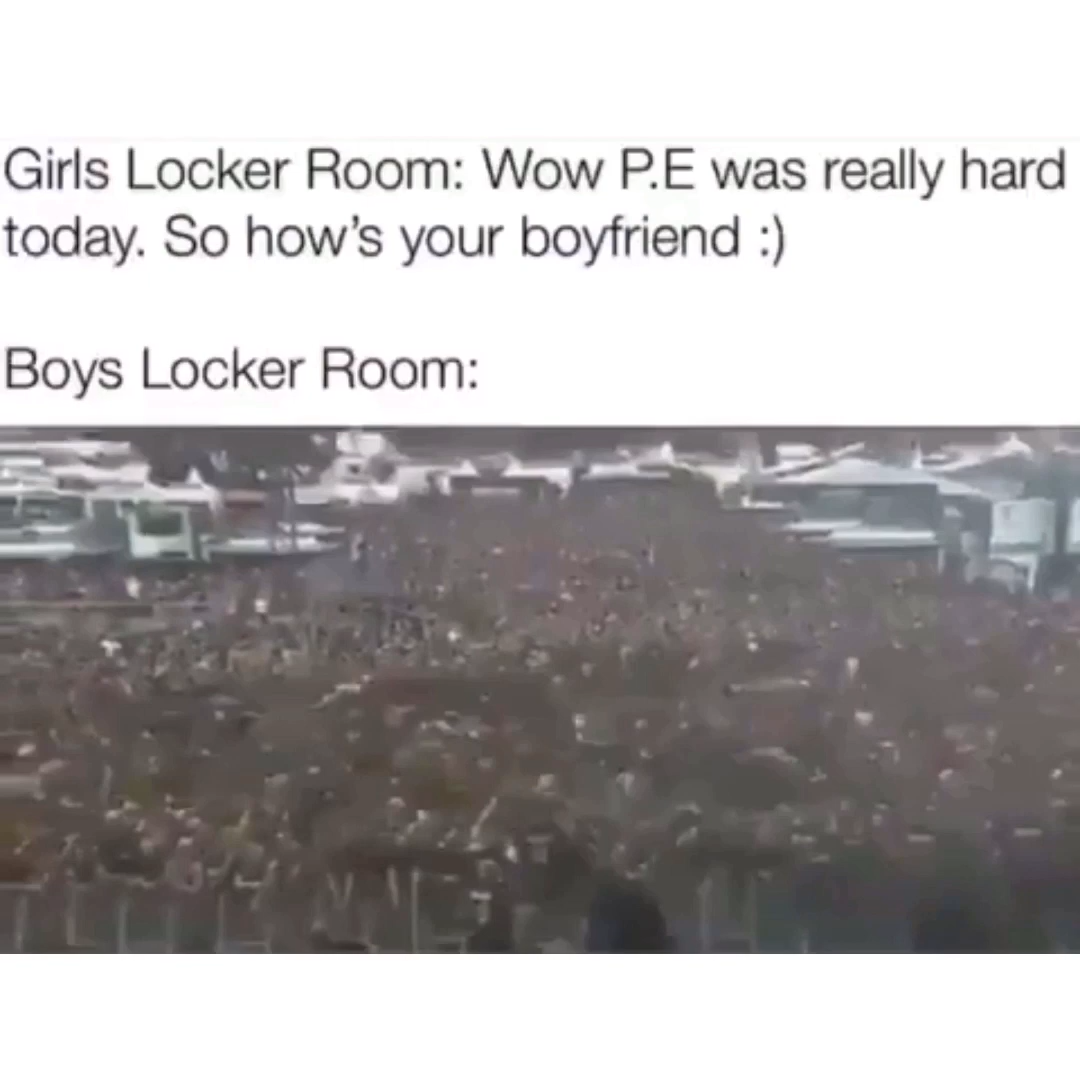 Girls Locker Room: Wow P.E was really hard
today. So how's your boyfriend :)
Boys Locker Room: